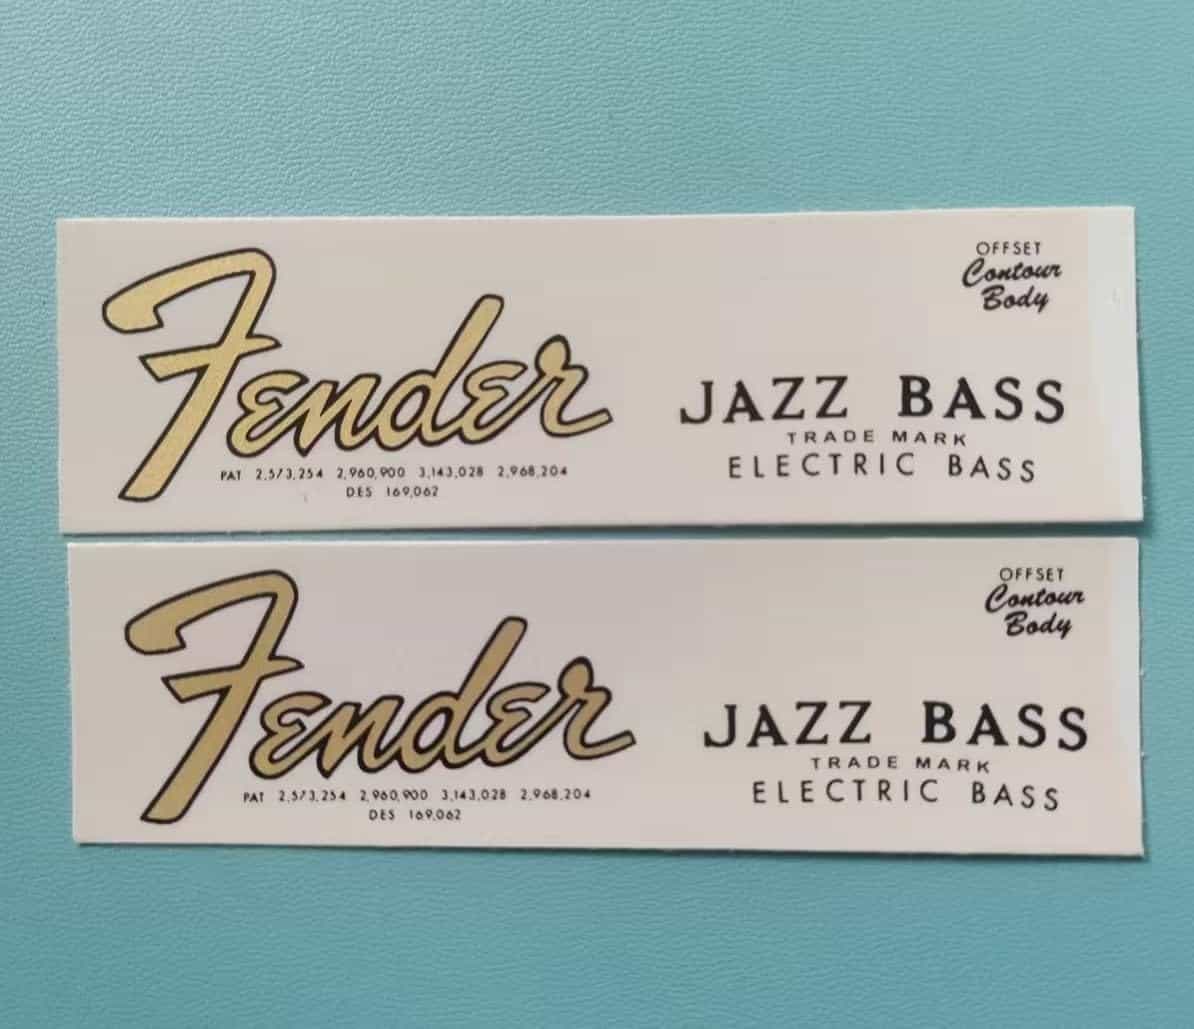 OFFSET
Contour
Body
Fender
JAZZ BASS
TRADE MARK
PAT 2,573,254 2,960,900 3,143,028 2,968,204
ELECTRIC BASS
DES 169,062
OFFSET
Contour
Body
Fender
JAZZ BASS
TRADE MARK
PAT 2,573,254 2,960,900 3,143,028 2,968,204
ELECTRIC BASS
DES 169,062